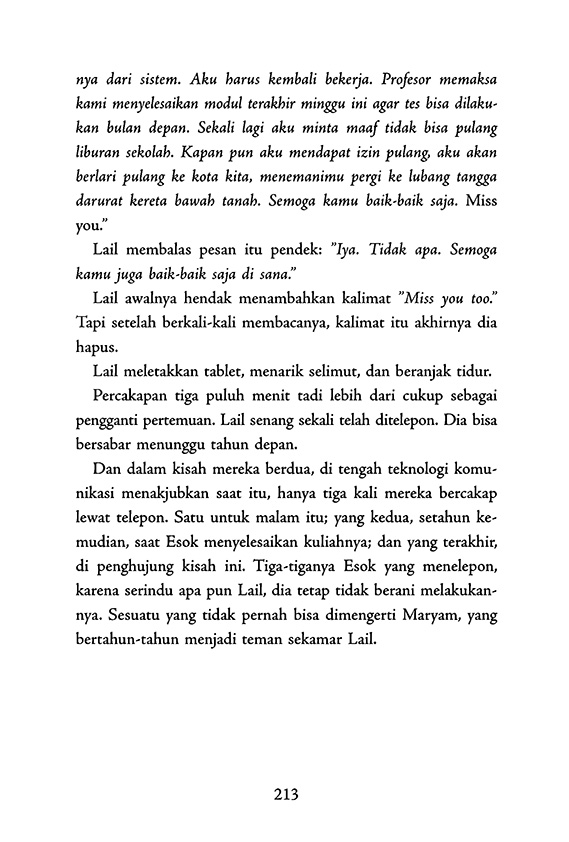 nya dari sistem. Aku harus kembali bekerja. Profesor memaksa
kami menyelesaikan modul terakhir minggu ini agar tes bisa dilaku-
kan bulan depan. Sekali lagi aku minta maaf tidak bisa pulang
liburan sekolah. Kapan pun aku mendapat izin pulang, aku akan
berlari pulang ke kota kita, menemanimu pergi ke lubang tangga
darurat kereta bawah tanah. Semoga kamu baik-baik saja. Miss
you.”
Lail membalas pesan itu pendek: ”Iya. Tidak apa. Semoga
kamu juga baik-baik saja di sana.”
Lail awalnya hendak menambahkan kalimat ”Miss you too.”
Tapi setelah berkali-kali membacanya, kalimat itu akhirnya dia
hapus.
Lail meletakkan tablet, menarik selimut, dan beranjak tidur.
Percakapan tiga puluh menit tadi lebih dari cukup sebagai
pengganti pertemuan. Lail senang sekali telah ditelepon. Dia bisa
bersabar menunggu tahun depan.
Dan dalam kisah mereka berdua, di tengah teknologi komu-
nikasi menakjubkan saat itu, hanya tiga kali mereka bercakap
lewat telepon. Satu untuk malam itu; yang kedua, setahun ke-
mudian, saat Esok menyelesaikan kuliahnya; dan yang terakhir,
di penghujung kisah ini. Tiga-tiganya Esok yang menelepon,
karena serindu apa pun Lail, dia tetap tidak berani melakukan-
nya. Sesuatu yang tidak pernah bisa dimengerti Maryam, yang
bertahun-tahun menjadi teman sekamar Lail.
213